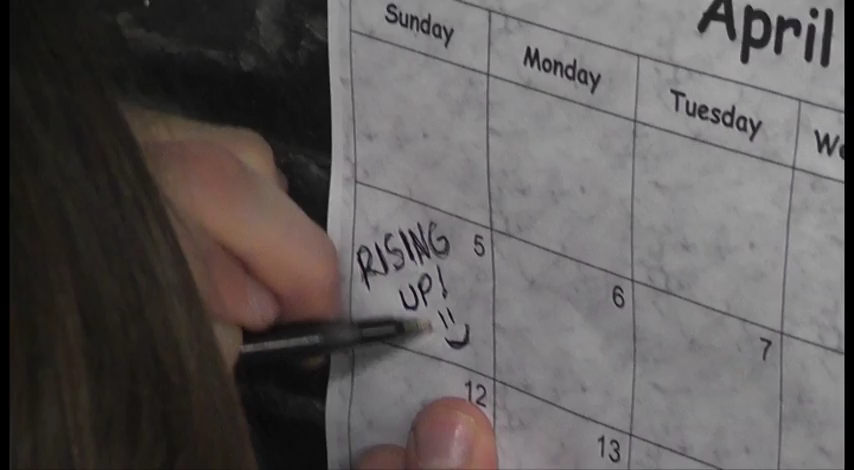 April
Sunday
Monday
Tuesday
RISING
UP!
5
6
7
12
13